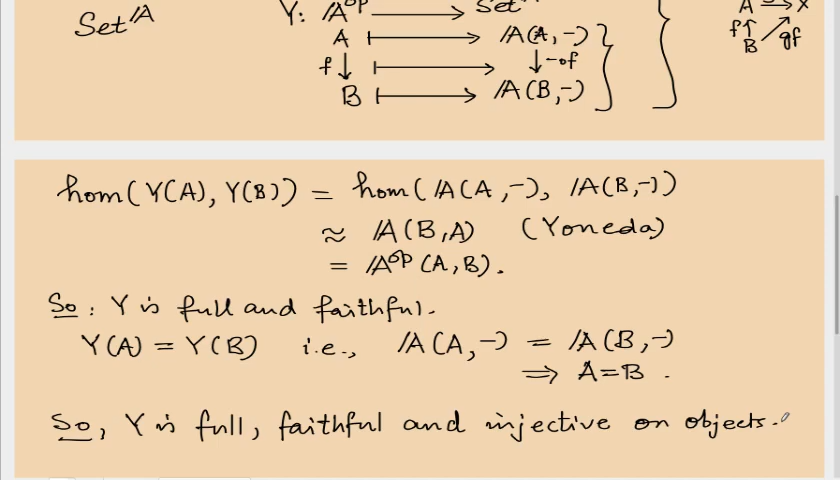 Set^𝔸 Y: 𝔸^op ⟶ Set^𝔸
A ⟼ 𝔸(A, −)
f ↓ ⟼ ↓ −∘f
B ⟼ 𝔸(B, −)
A → X
f↑ ↗ gf
B
hom(Y(A), Y(B)) = hom(𝔸(A, −), 𝔸(B, −))
≈ 𝔸(B, A) (Yoneda)
= 𝔸^op (A, B).
So: Y is full and faithful.
Y(A) = Y(B) i.e., 𝔸(A, −) = 𝔸(B, −)
⟹ A = B .
So, Y is full, faithful and injective on objects.